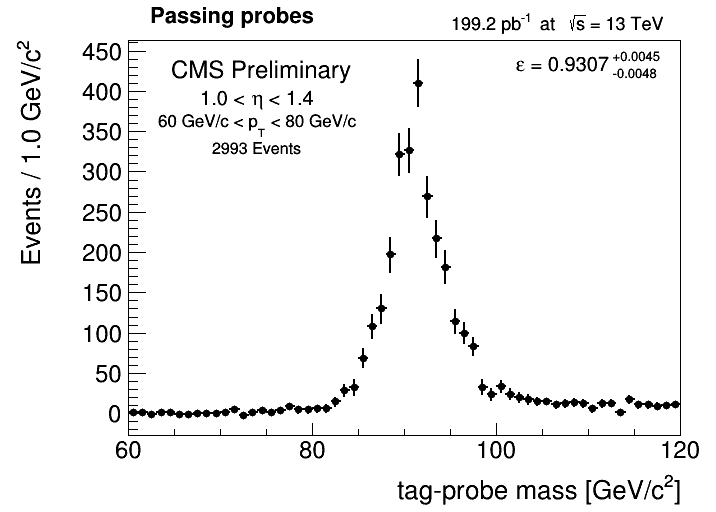 Passing probes
199.2 pb-1 at √s = 13 TeV
CMS Preliminary
1.0 < η < 1.4
60 GeV/c < pT < 80 GeV/c
2993 Events
ε = 0.9307 +0.0045 -0.0048
Events / 1.0 GeV/c2
450
400
350
300
250
200
150
100
50
0
60 80 100 120
tag-probe mass [GeV/c2]